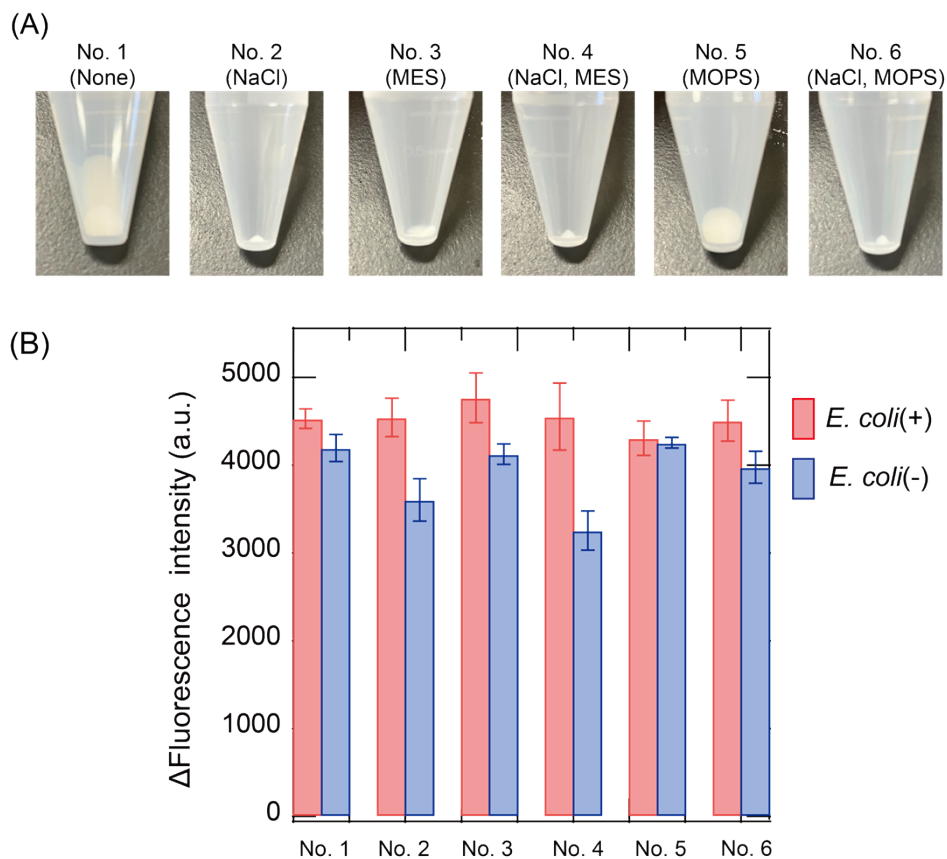 (A)
No. 1
(None)
No. 2
(NaCl)
No. 3
(MES)
No. 4
(NaCl, MES)
No. 5
(MOPS)
No. 6
(NaCl, MOPS)
(B)
ΔFluorescence intensity (a.u.)
5000
4000
3000
2000
1000
0
No. 1
No. 2
No. 3
No. 4
No. 5
No. 6
E. coli(+)
E. coli(-)